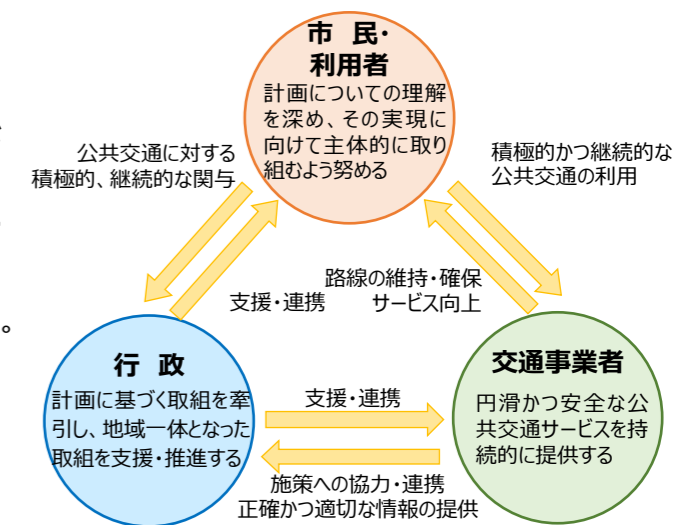 市 民・
利用者
計画についての理解
を深め、その実現に
向けて主体的に取り
組むよう努める
公共交通に対する
積極的、継続的な関与
積極的かつ継続的な
公共交通の利用
支援・連携
路線の維持・確保
サービス向上
。
行 政
計画に基づく取組を牽
引し、地域一体となった
取組を支援・推進する
支援・連携
交通事業者
円滑かつ安全な公
共交通サービスを持
続的に提供する
施策への協力・連携
正確かつ適切な情報の提供